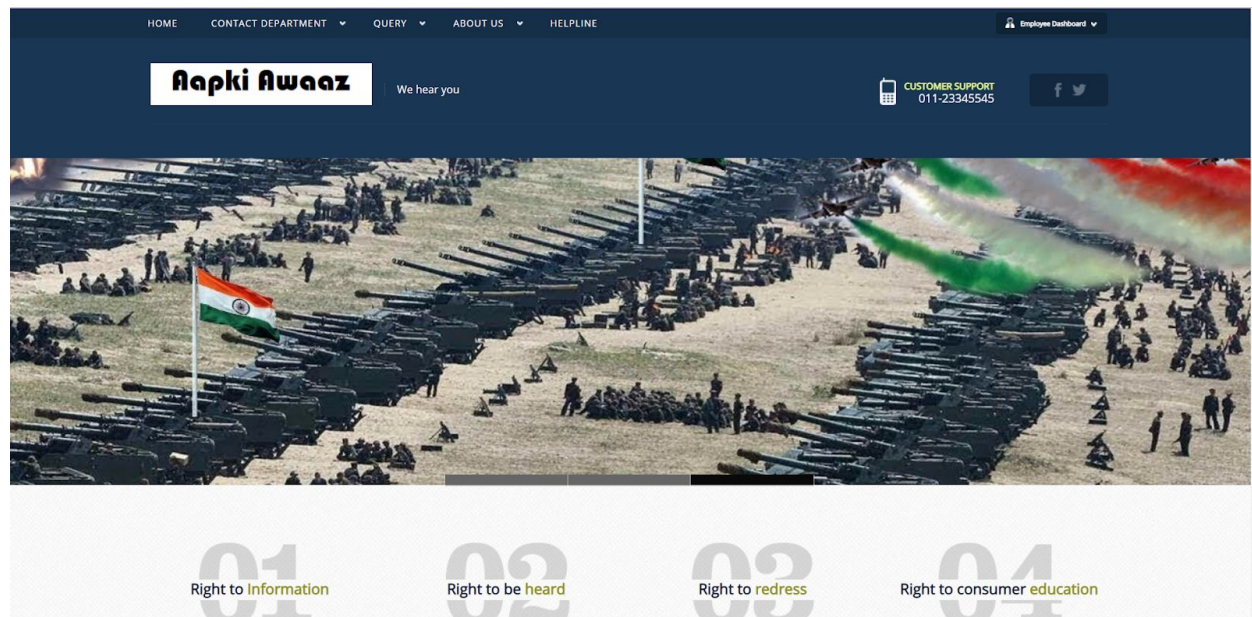 HOME CONTACT DEPARTMENT QUERY ABOUT US HELPLINE Employee Dashboard
Aapki Awaaz
We hear you
CUSTOMER SUPPORT
011-23345545
01 02 03 04
Right to Information Right to be heard Right to redress Right to consumer education